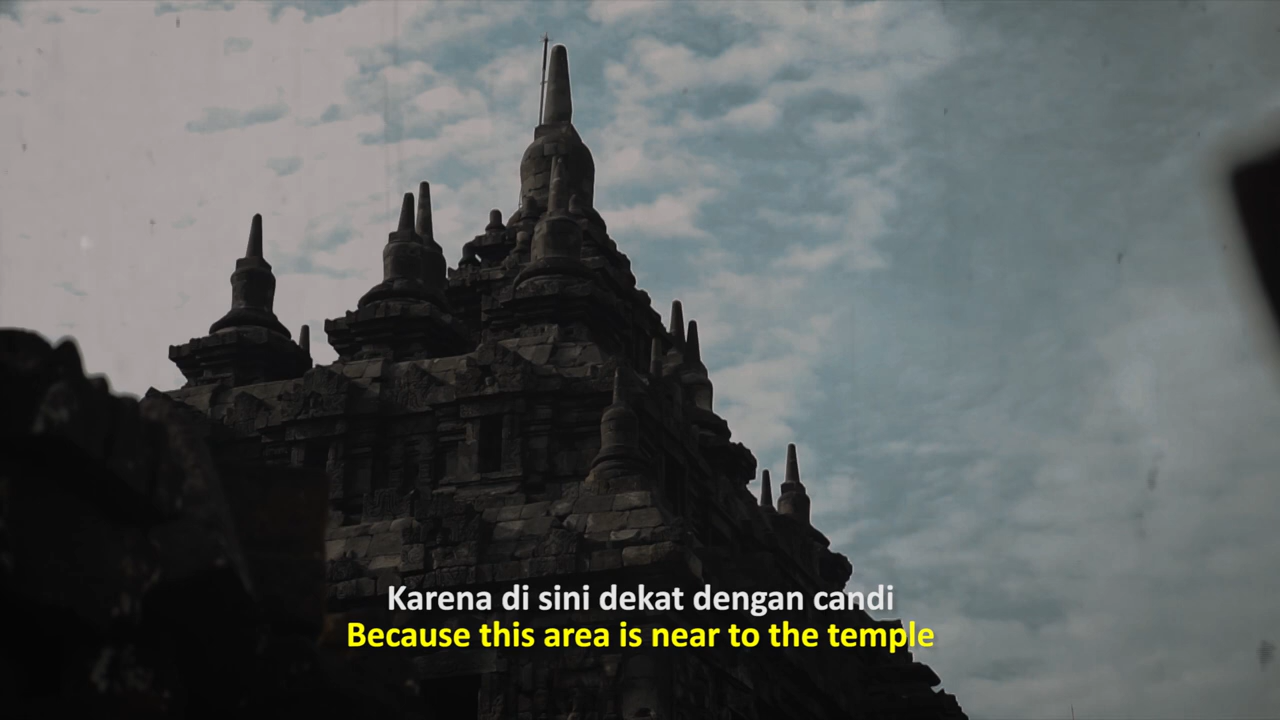 Karena di sini dekat dengan candi
Because this area is near to the temple